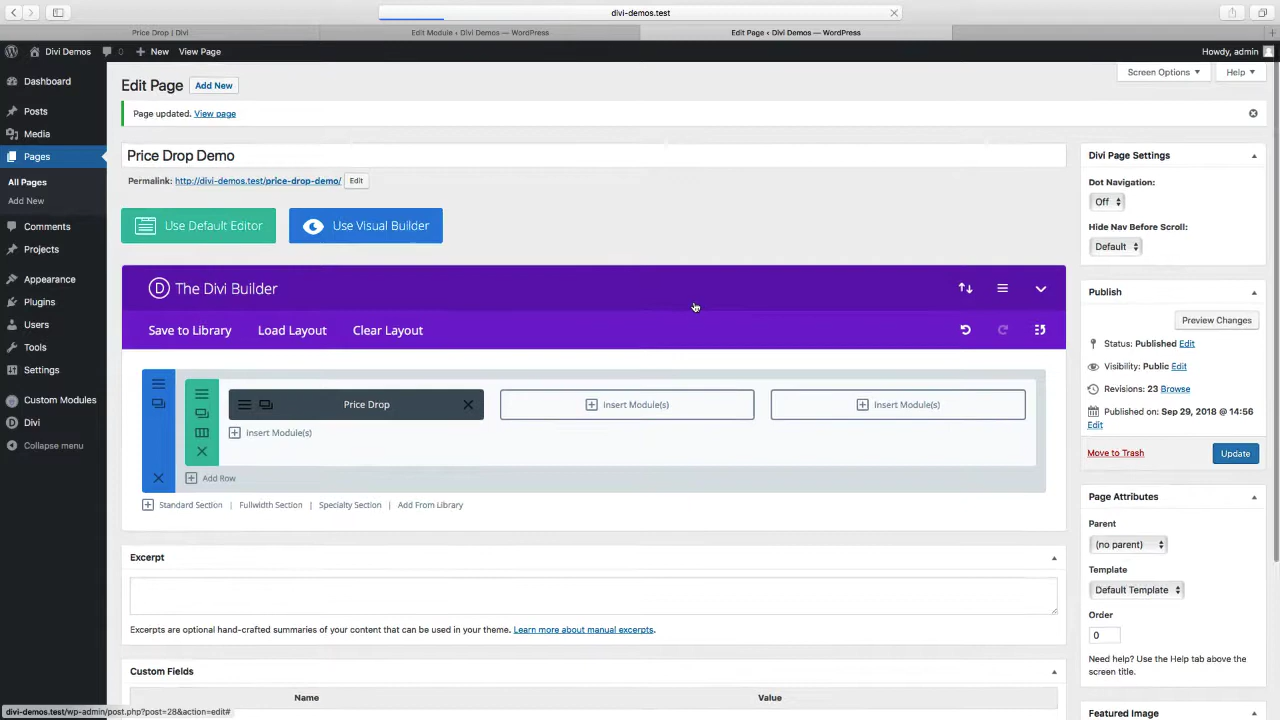 divi-demos.test
Price Drop | Divi
Edit Module ‹ Divi Demos — WordPress
Edit Page ‹ Divi Demos — WordPress
Divi Demos 0 New View Page
Howdy, admin
Dashboard
Posts
Media
Pages
All Pages
Add New
Comments
Projects
Appearance
Plugins
Users
Tools
Settings
Custom Modules
Divi
Collapse menu
Edit Page Add New
Screen Options Help
Page updated. View page
Price Drop Demo
Permalink: http://divi-demos.test/price-drop-demo/ Edit
Use Default Editor Use Visual Builder
D The Divi Builder
Save to Library Load Layout Clear Layout
Price Drop Insert Module(s) Insert Module(s)
Insert Module(s)
Add Row
Standard Section | Fullwidth Section | Specialty Section | Add From Library
Excerpt
Excerpts are optional hand-crafted summaries of your content that can be used in your theme. Learn more about manual excerpts.
Custom Fields
Name Value
Divi Page Settings
Dot Navigation:
Off
Hide Nav Before Scroll:
Default
Publish
Preview Changes
Status: Published Edit
Visibility: Public Edit
Revisions: 23 Browse
Published on: Sep 29, 2018 @ 14:56
Edit
Move to Trash Update
Page Attributes
Parent
(no parent)
Template
Default Template
Order
0
Need help? Use the Help tab above the
screen title.
Featured Image
divi-demos.test/wp-admin/post.php?post=28&action=edit#